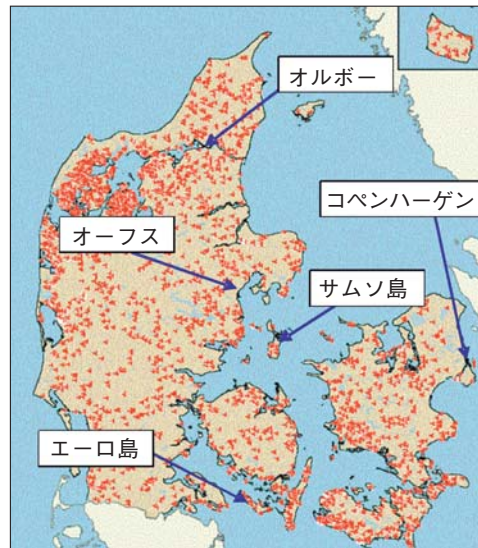 オルボー
コペンハーゲン
オーフス
サムソ島
エーロ島